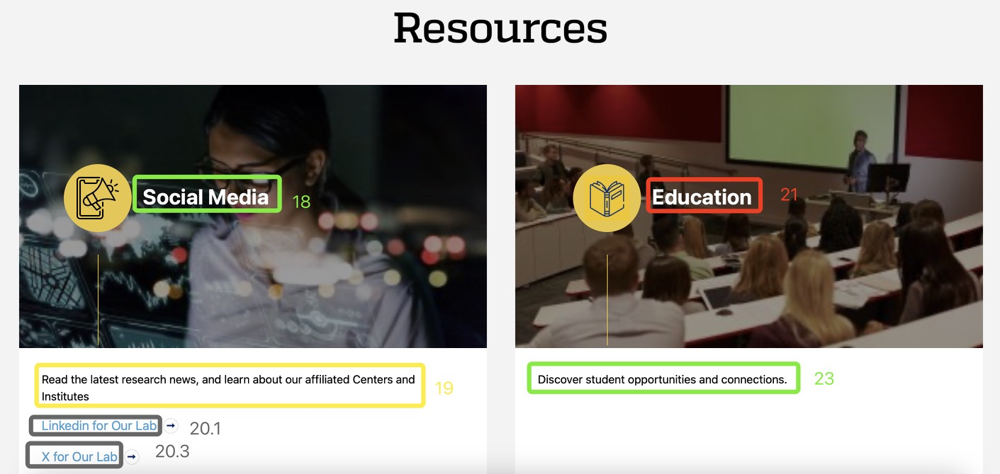 Resources
Social Media
18
Education
21
Read the latest research news, and learn about our affiliated Centers and
Institutes
19
Linkedin for Our Lab
20.1
X for Our Lab
20.3
Discover student opportunities and connections.
23